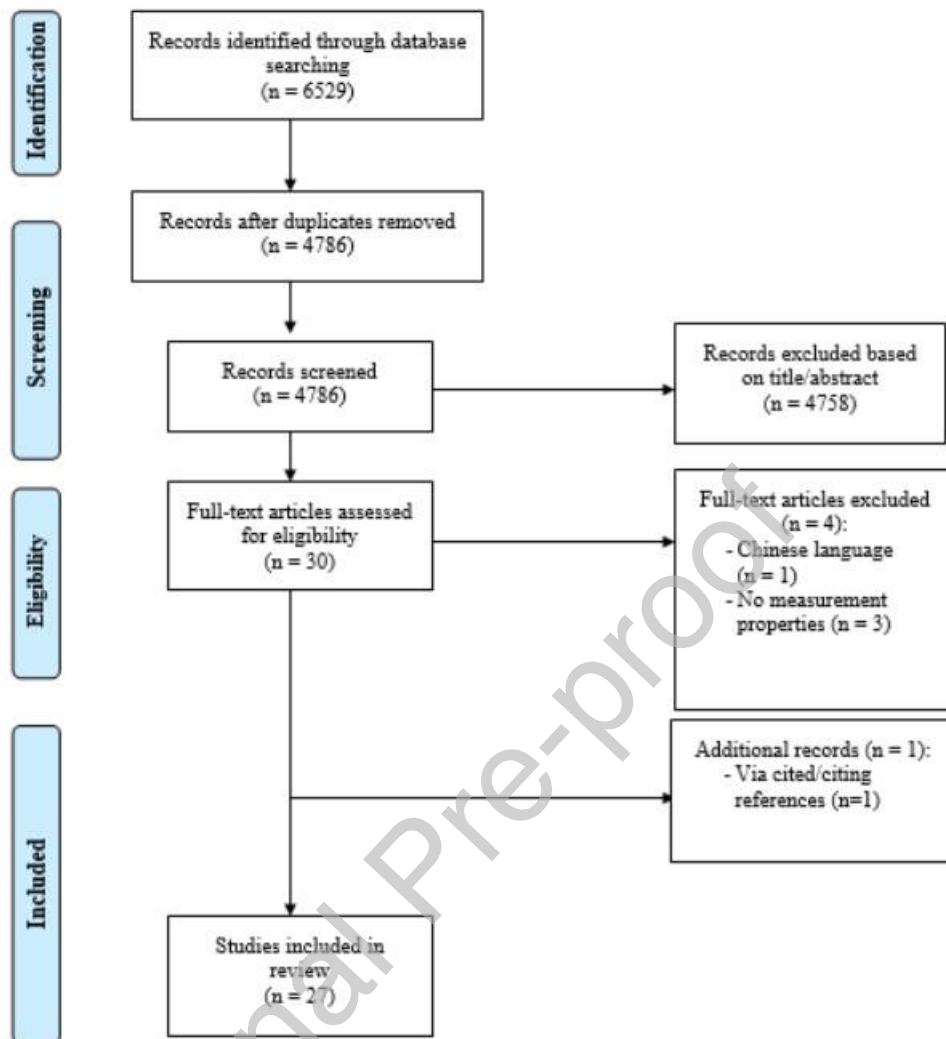 Identification
Records identified through database
searching
(n = 6529)
Records after duplicates removed
(n = 4786)
Screening
Records screened
(n = 4786)
Records excluded based
on title/abstract
(n = 4758)
Eligibility
Full-text articles assessed
for eligibility
(n = 30)
Full-text articles excluded
(n = 4):
- Chinese language
(n = 1)
- No measurement
properties (n = 3)
Included
Additional records (n = 1):
- Via cited/citing
references (n=1)
Studies included in
review
(n = 27)
nal Pre-proof